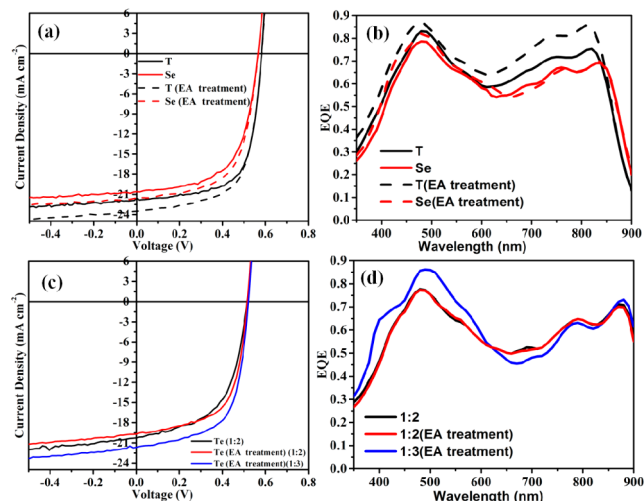 (a)
6
3
0
-3
-6
-9
-12
-15
-18
-21
-24
Current Density (mA cm⁻²)
T
Se
T (EA treatment)
Se (EA treatment)
-0.4 -0.2 0.0 0.2 0.4 0.6 0.8
Voltage (V)
(b)
0.9
0.8
0.7
0.6
0.5
0.4
0.3
0.2
0.1
0.0
EQE
T
Se
T(EA treatment)
Se(EA treatment)
400 500 600 700 800 900
Wavelength (nm)
(c)
6
3
0
-3
-6
-9
-12
-15
-18
-21
-24
Current Density (mA cm⁻²)
Te (1:2)
Te (EA treatment) (1:2)
Te (EA treatment)(1:3)
-0.4 -0.2 0.0 0.2 0.4 0.6 0.8
Voltage (V)
(d)
0.9
0.8
0.7
0.6
0.5
0.4
0.3
0.2
0.1
0.0
EQE
1:2
1:2(EA treatment)
1:3(EA treatment)
400 500 600 700 800 900
Wavelength (nm)